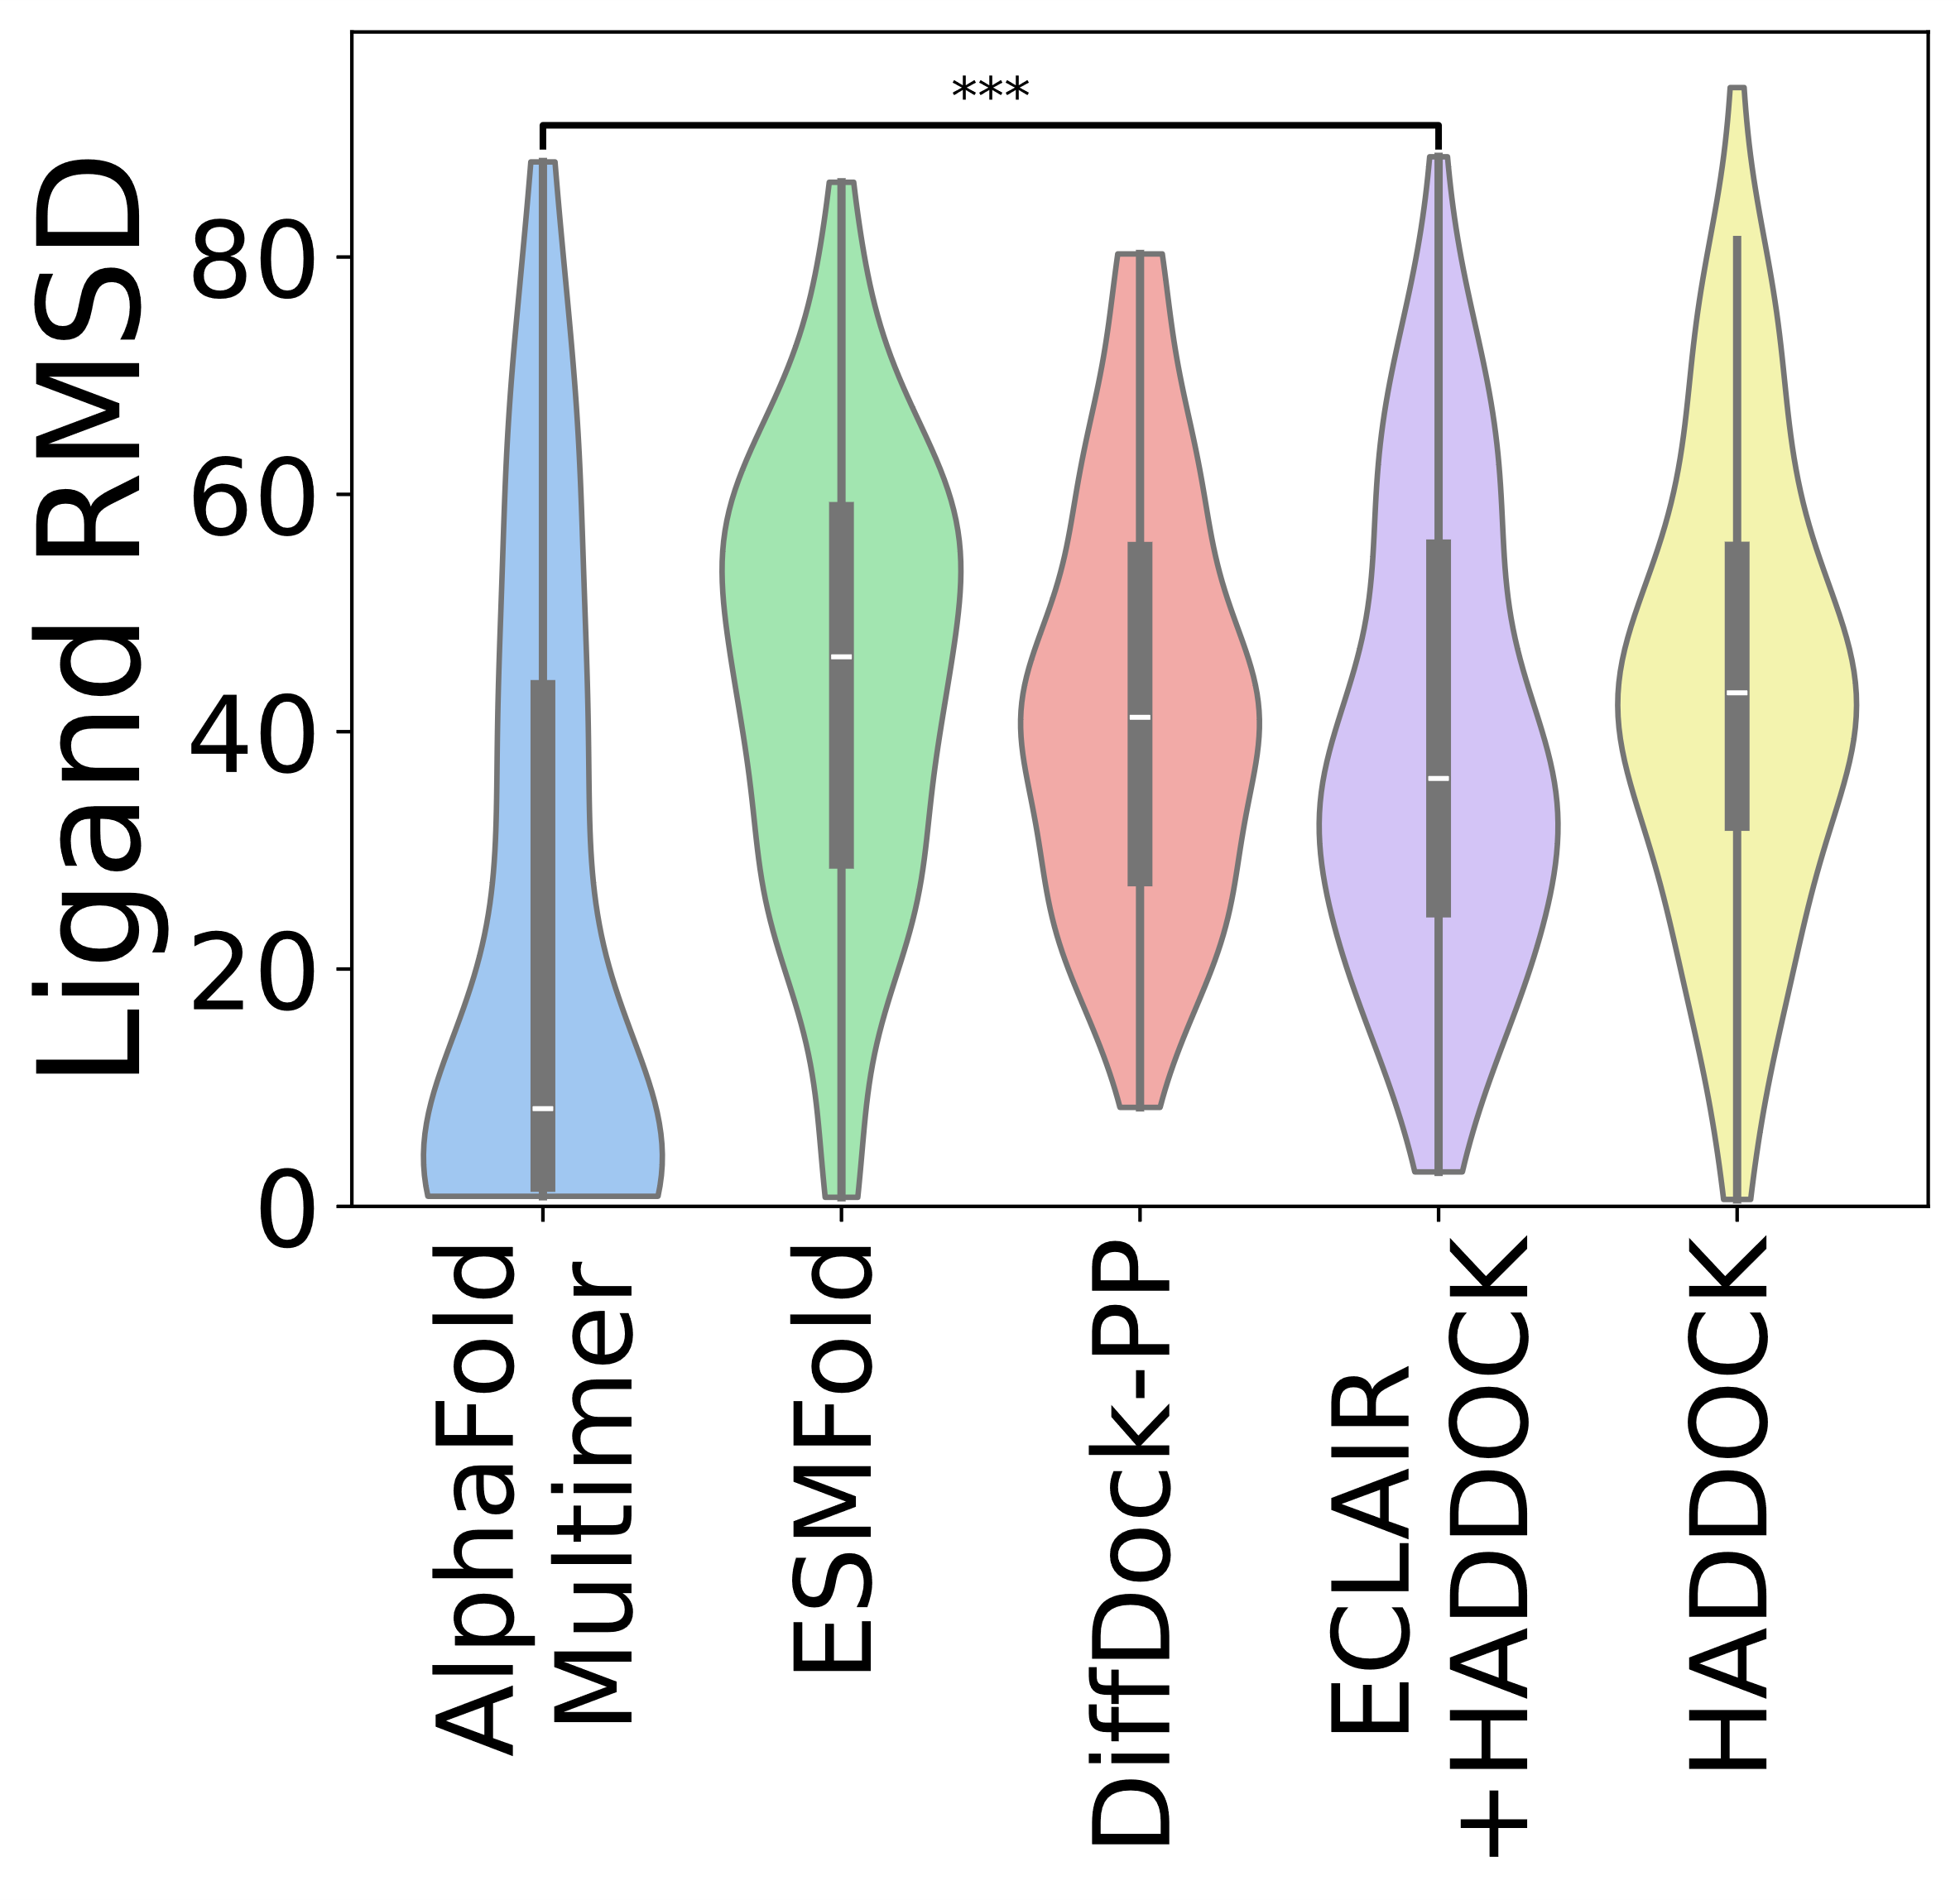 ***
Ligand RMSD
80
60
40
20
0
AlphaFold
Multimer
ESMFold
DiffDock-PP
ECLAIR
+HADDOCK
HADDOCK